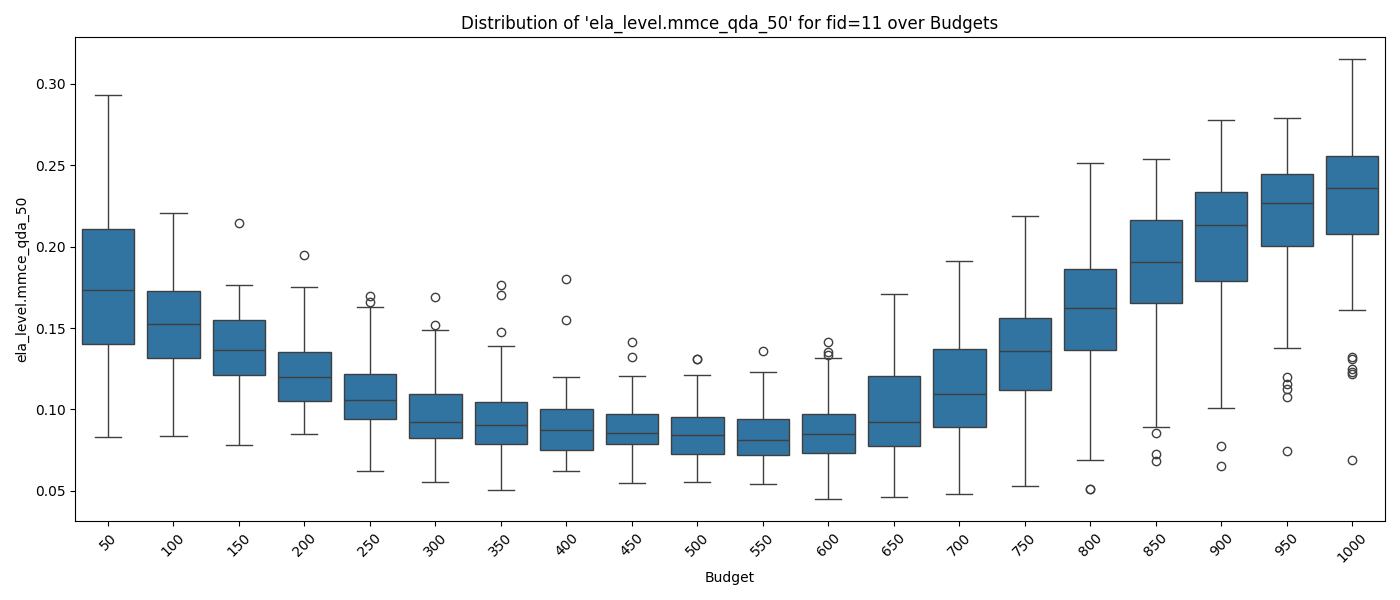 Distribution of 'ela_level.mmce_qda_50' for fid=11 over Budgets
ela_level.mmce_qda_50
0.30
0.25
0.20
0.15
0.10
0.05
50 100 150 200 250 300 350 400 450 500 550 600 650 700 750 800 850 900 950 1000
Budget